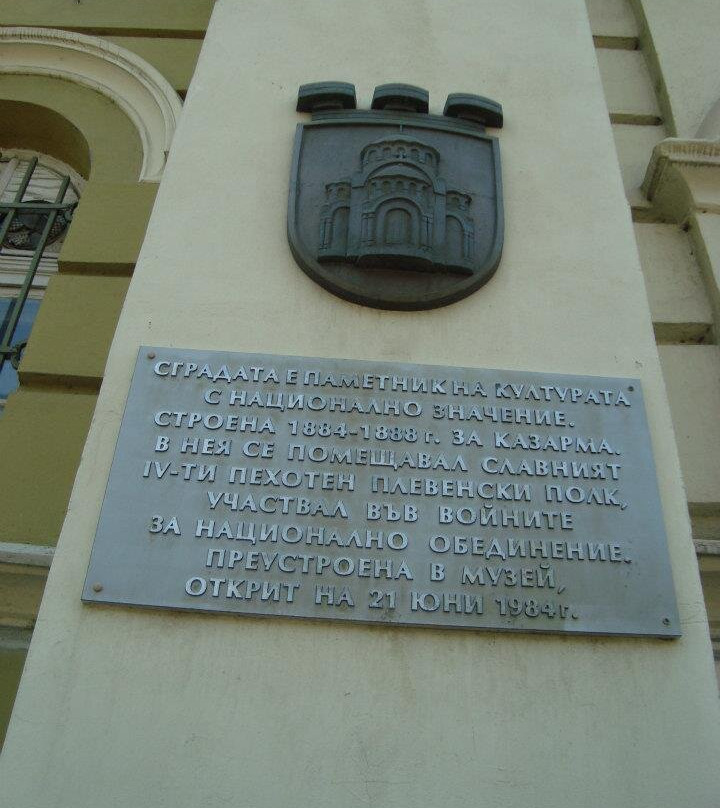 СГРАДАТА Е ПАМЕТНИК НА КУЛТУРАТА
С НАЦИОНАЛНО ЗНАЧЕНИЕ.
СТРОЕНА 1884-1888 г. ЗА КАЗАРМА.
В НЕЯ СЕ ПОМЕЩАВАЛ СЛАВНИЯТ
IV-ТИ ПЕХОТЕН ПЛЕВЕНСКИ ПОЛК,
УЧАСТВАЛ ВЪВ ВОЙНИТЕ
ЗА НАЦИОНАЛНО ОБЕДИНЕНИЕ.
ПРЕУСТРОЕНА В МУЗЕЙ,
ОТКРИТ НА 21 ЮНИ 1984 г.